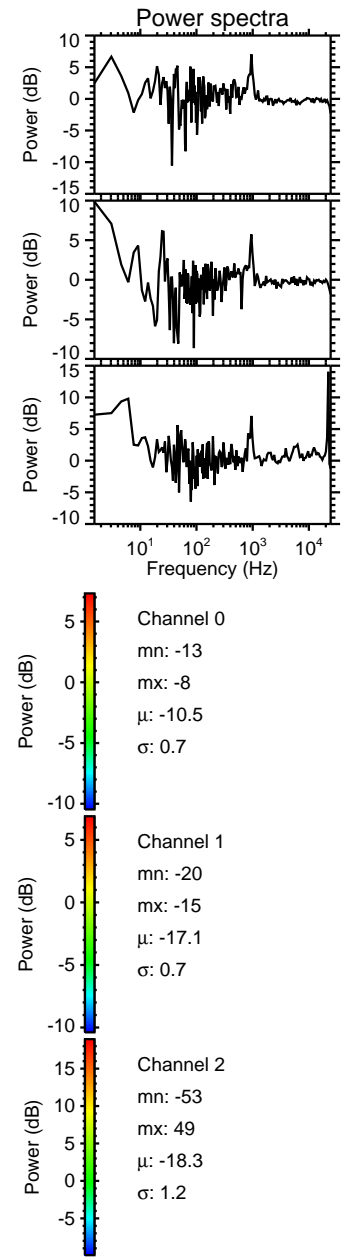 Power spectra
Power (dB)
10
5
0
-5
-10
-15
Power (dB)
10
5
0
-5
-10
Power (dB)
15
10
5
0
-5
-10
10¹ 10² 10³ 10⁴
Frequency (Hz)
Power (dB)
5
0
-5
-10
Channel 0
mn: -13
mx: -8
μ: -10.5
σ: 0.7
Power (dB)
5
0
-5
-10
Channel 1
mn: -20
mx: -15
μ: -17.1
σ: 0.7
Power (dB)
15
10
5
0
-5
Channel 2
mn: -53
mx: 49
μ: -18.3
σ: 1.2